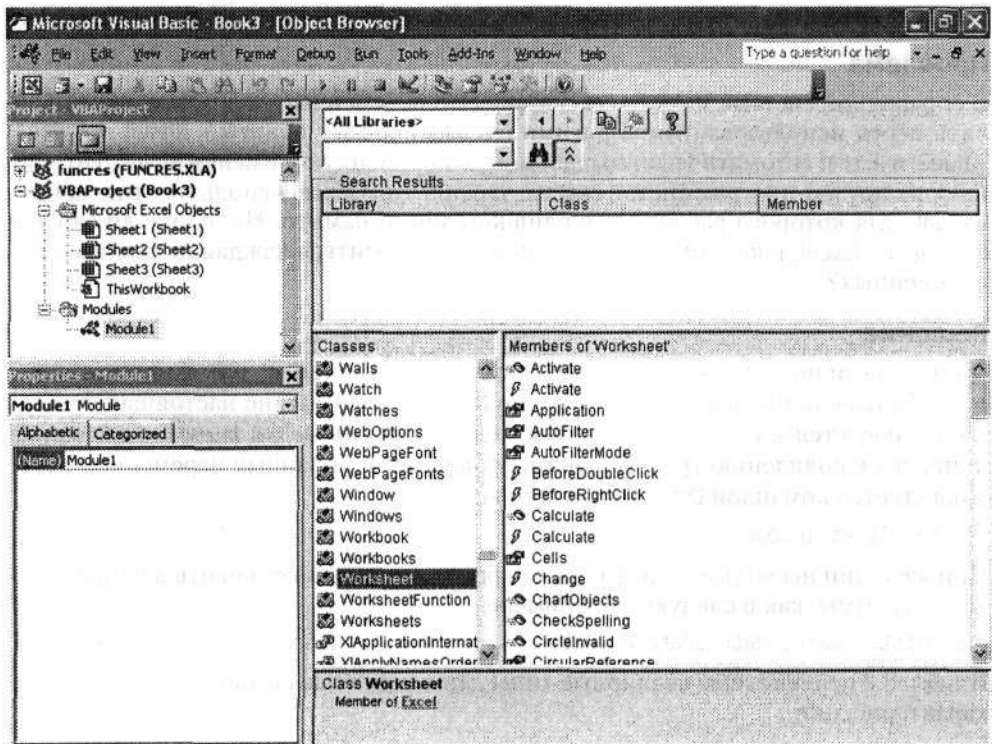 Microsoft Visual Basic - Book3 - [Object Browser]
File Edit View Insert Format Debug Run Tools Add-Ins Window Help
Type a question for help
Project - VBAProject
funcres (FUNCRES.XLA)
VBAProject (Book3)
Microsoft Excel Objects
Sheet1 (Sheet1)
Sheet2 (Sheet2)
Sheet3 (Sheet3)
ThisWorkbook
Modules
Module1
Properties - Module1
Module1 Module
Alphabetic Categorized
(Name) Module1
<All Libraries>
Search Results
Library Class Member
Classes
Walls
Watch
Watches
WebOptions
WebPageFont
WebPageFonts
Window
Windows
Workbook
Workbooks
Worksheet
WorksheetFunction
Worksheets
XlApplicationInternat
XlApplyNamesOrder
Members of 'Worksheet'
Activate
Activate
Application
AutoFilter
AutoFilterMode
BeforeDoubleClick
BeforeRightClick
Calculate
Calculate
Cells
Change
ChartObjects
CheckSpelling
CircleInvalid
CircularReference
Class Worksheet
Member of Excel